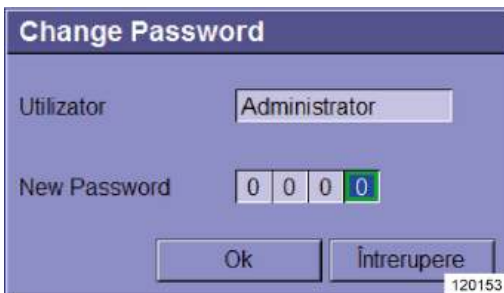 Change Password
Utilizator Administrator
New Password 0 0 0 0
Ok Întrerupere
120153